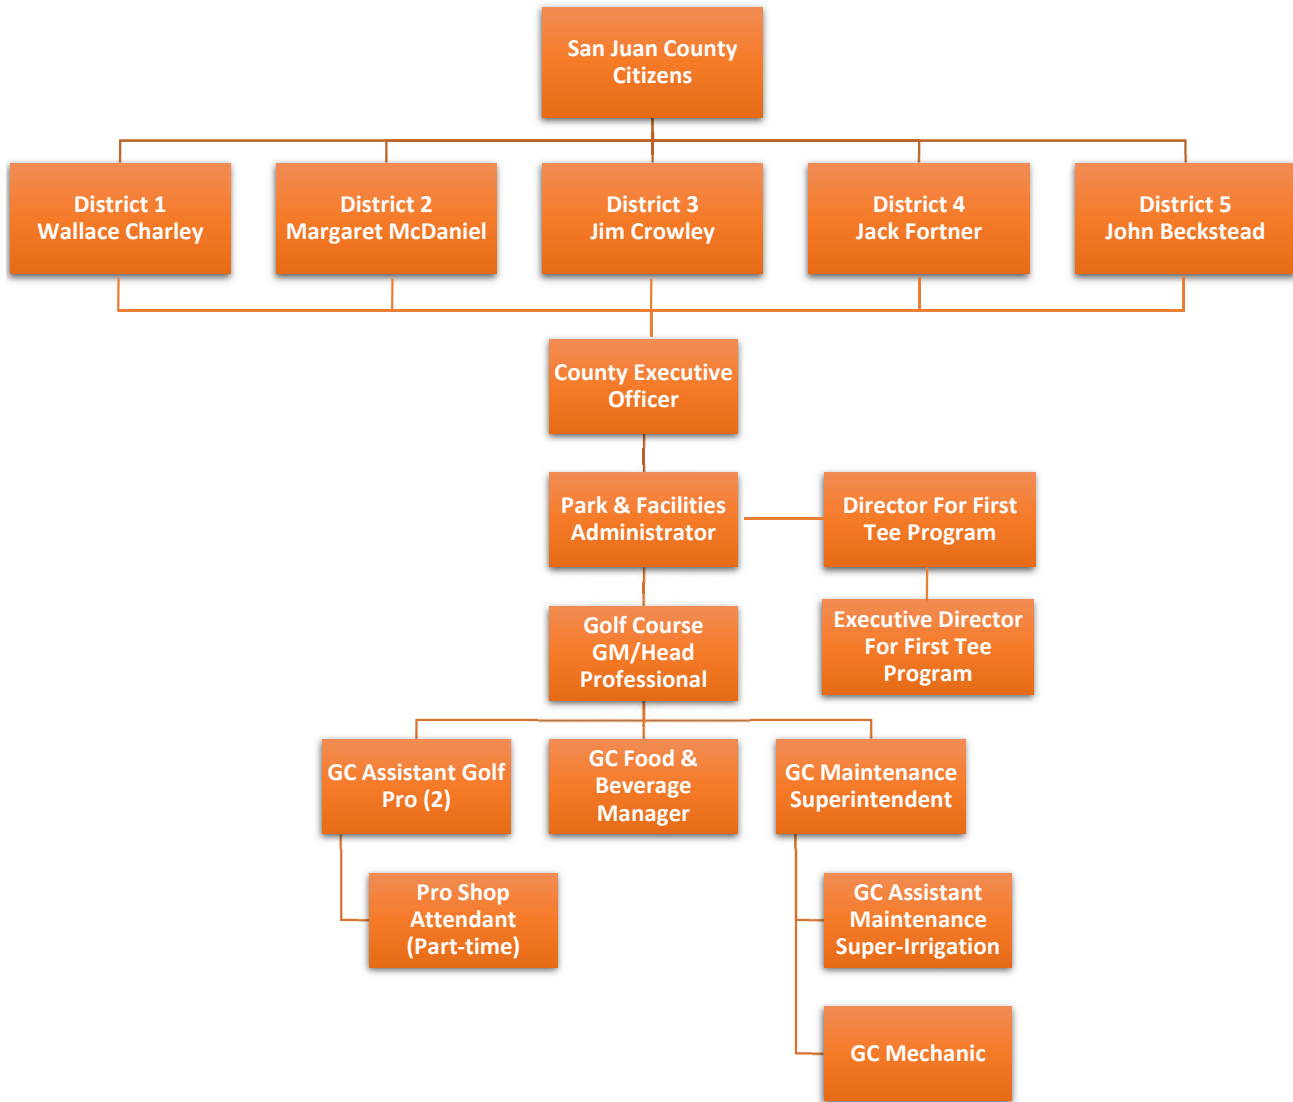 San Juan County
Citizens
District 1
Wallace Charley
District 2
Margaret McDaniel
District 3
Jim Crowley
District 4
Jack Fortner
District 5
John Beckstead
County Executive
Officer
Park & Facilities
Administrator
Director For First
Tee Program
Golf Course
GM/Head
Professional
Executive Director
For First Tee
Program
GC Assistant Golf
Pro (2)
GC Food &
Beverage
Manager
GC Maintenance
Superintendent
Pro Shop
Attendant
(Part-time)
GC Assistant
Maintenance
Super-Irrigation
GC Mechanic